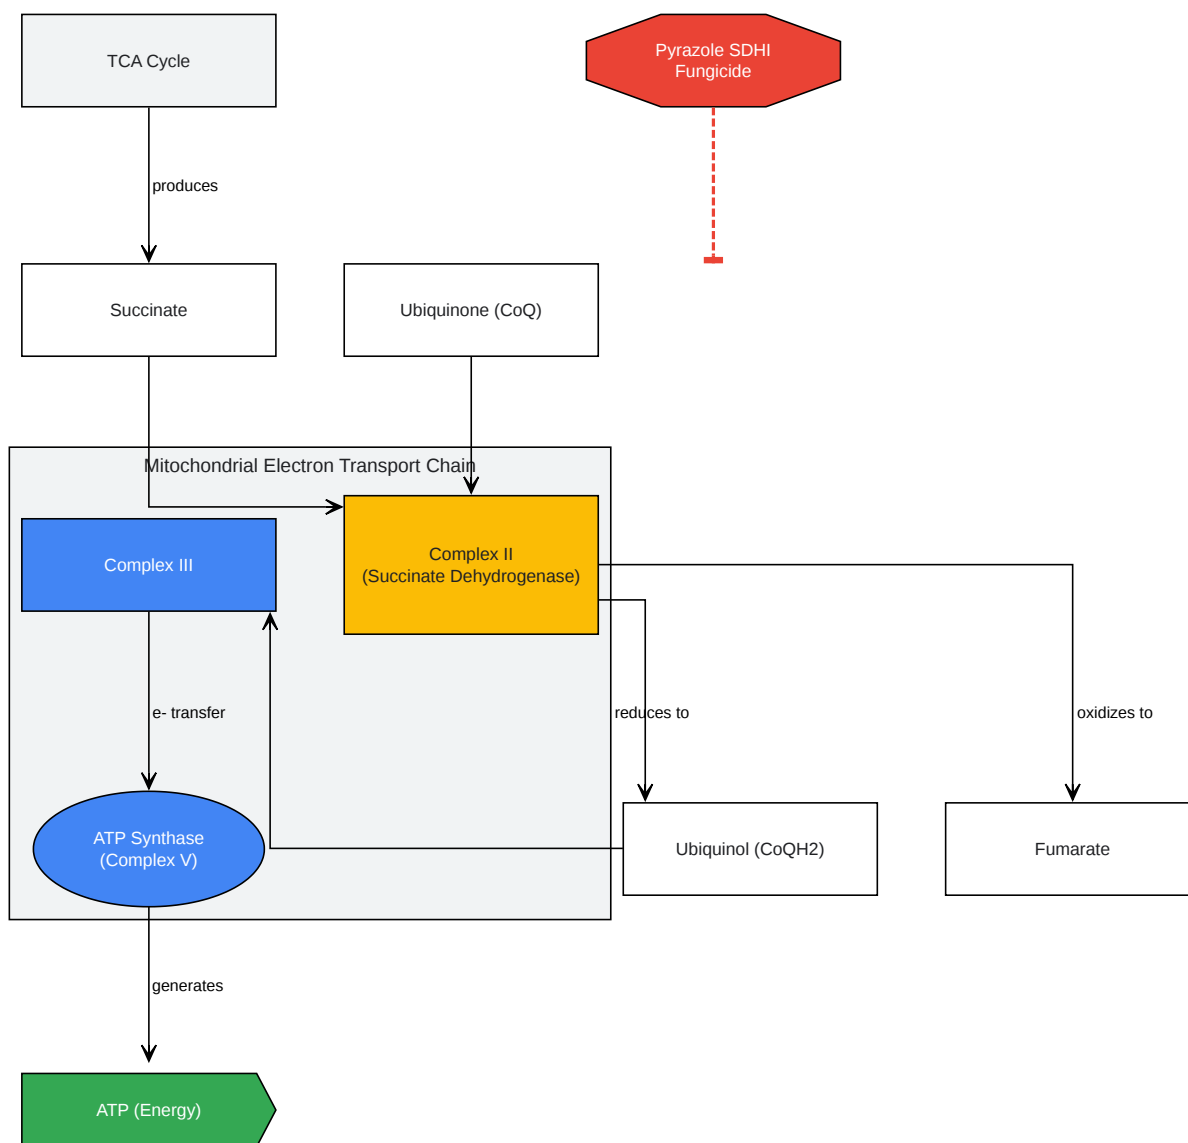 TCA Cycle
Pyrazole SDHI
Fungicide
produces
Succinate
Ubiquinone (CoQ)
Mitochondrial Electron Transport Chain
Complex II
(Succinate Dehydrogenase)
Complex III
e- transfer
reduces to
oxidizes to
ATP Synthase
(Complex V)
Ubiquinol (CoQH2)
Fumarate
generates
ATP (Energy)